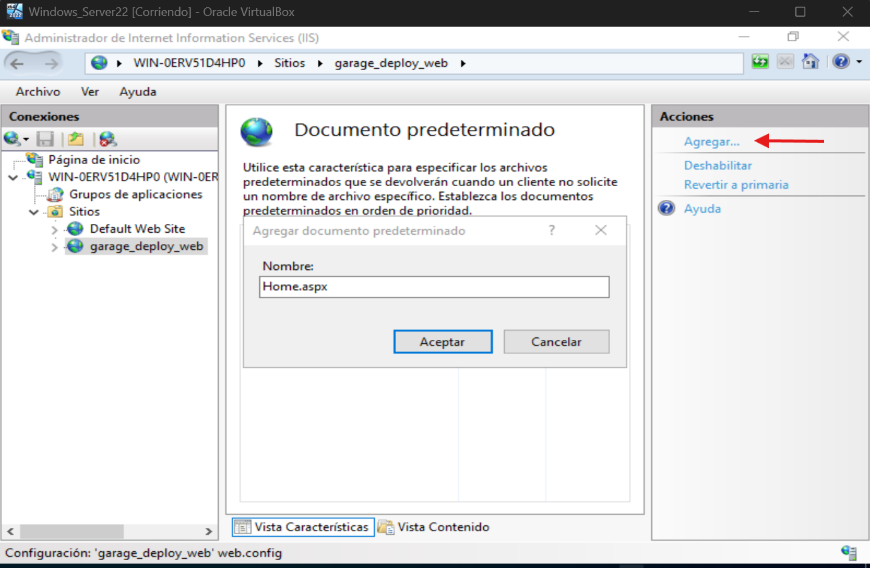 Windows_Server22 [Corriendo] - Oracle VirtualBox
Administrador de Internet Information Services (IIS)
WIN-0ERV51D4HP0 Sitios garage_deploy_web
Archivo Ver Ayuda
Conexiones
Página de inicio
WIN-0ERV51D4HP0 (WIN-0ER
Grupos de aplicaciones
Sitios
Default Web Site
garage_deploy_web
Documento predeterminado
Utilice esta característica para especificar los archivos
predeterminados que se devolverán cuando un cliente no solicite
un nombre de archivo específico. Establezca los documentos
predeterminados en orden de prioridad.
Agregar documento predeterminado
Nombre:
Home.aspx
Aceptar Cancelar
Vista Características Vista Contenido
Acciones
Agregar...
Deshabilitar
Revertir a primaria
Ayuda
Configuración: 'garage_deploy_web' web.config